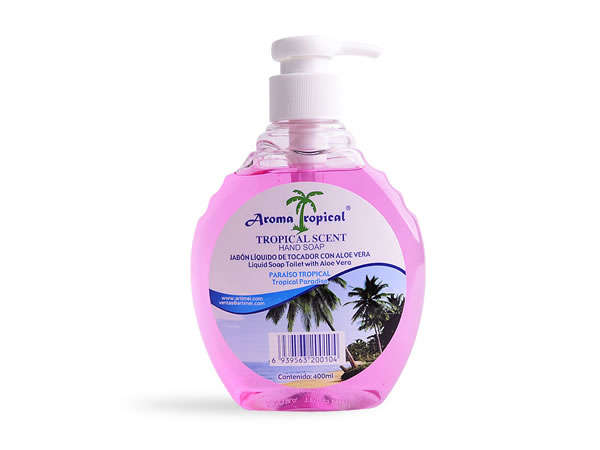 Aroma Tropical ®
TROPICAL SCENT
HAND SOAP
JABÓN LÍQUIDO DE TOCADOR CON ALOE VERA
Liquid Soap Toilet with Aloe Vera
PARAÍSO TROPICAL
Tropical Paradise
www.artimei.com
ventas@artimei.com
6 939563 200104
Contenido: 400ml